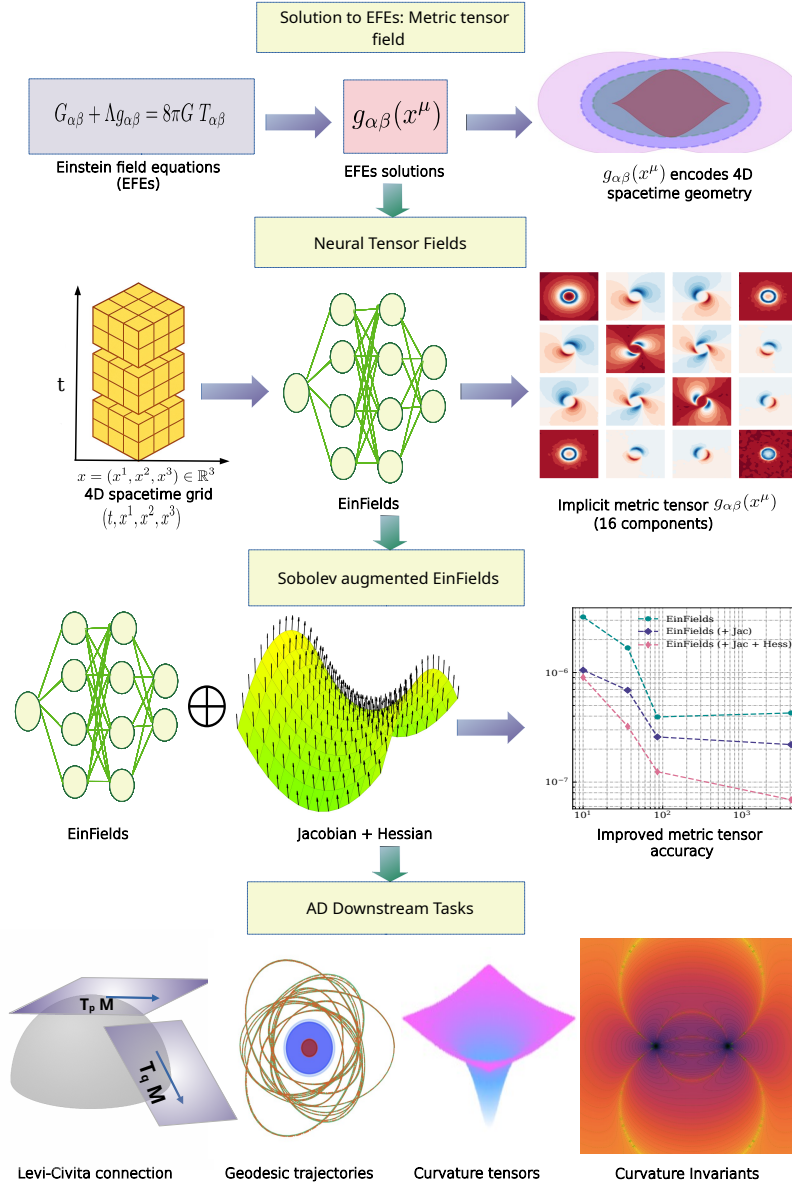 Solution to EFEs: Metric tensor
field
G_{αβ} + Λg_{αβ} = 8πG T_{αβ}
g_{αβ}(x^μ)
Einstein field equations
(EFEs)
EFEs solutions
g_{αβ}(x^μ) encodes 4D
spacetime geometry
Neural Tensor Fields
t
x = (x^1, x^2, x^3) ∈ ℝ^3
4D spacetime grid
(t, x^1, x^2, x^3)
EinFields
Implicit metric tensor g_{αβ}(x^μ)
(16 components)
Sobolev augmented EinFields
EinFields
Jacobian + Hessian
EinFields
EinFields (+ Jac)
EinFields (+ Jac + Hess)
10^{-6}
10^{-7}
10^1 10^2 10^3
Improved metric tensor
accuracy
AD Downstream Tasks
T_p M
T_q M
Levi-Civita connection
Geodesic trajectories
Curvature tensors
Curvature Invariants